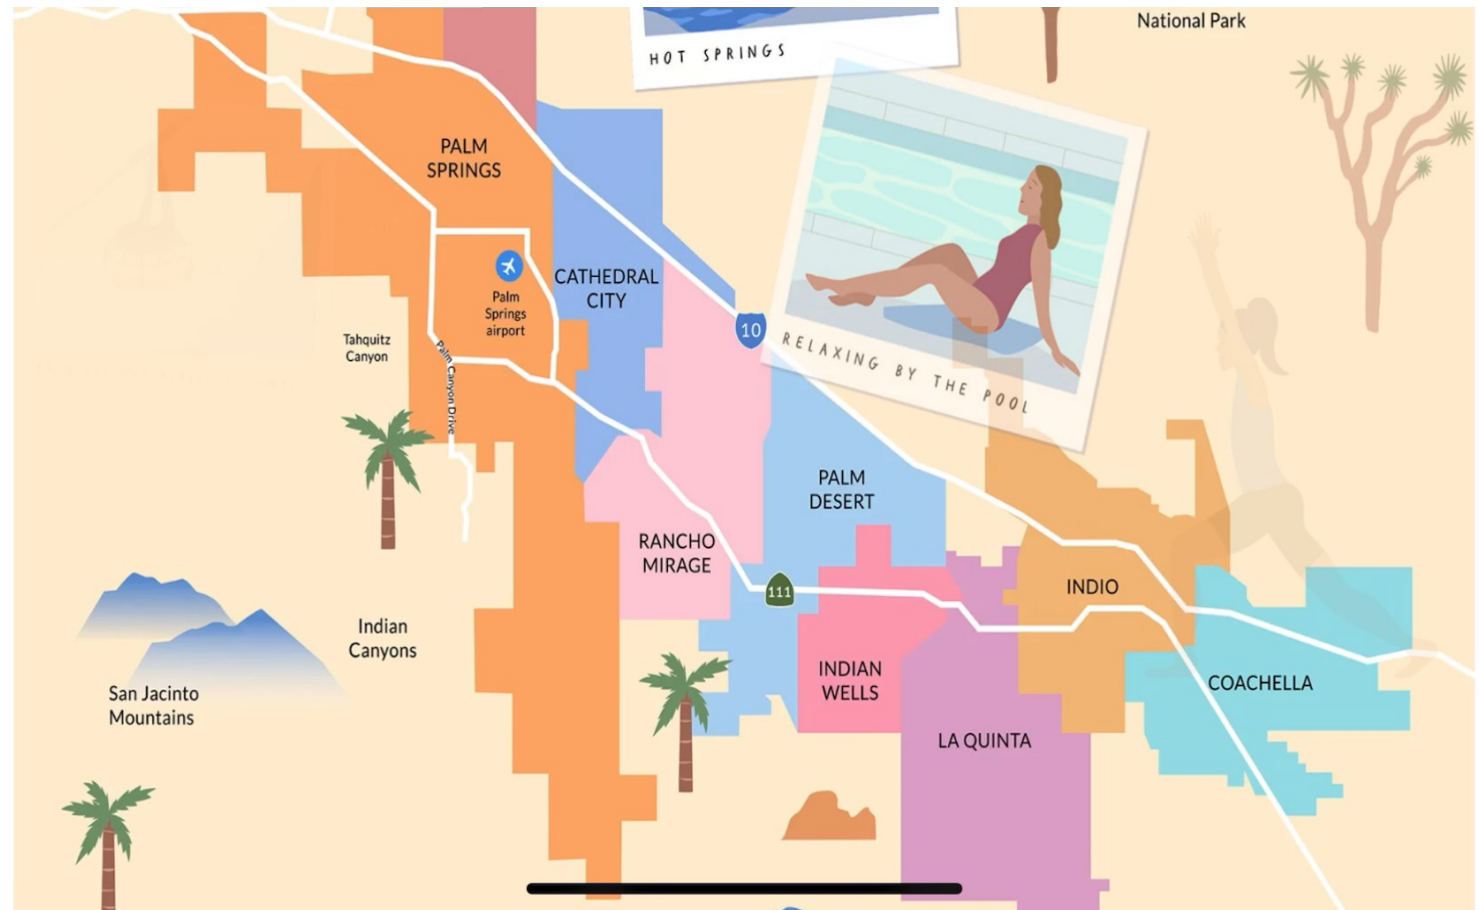 National Park
HOT SPRINGS
PALM
SPRINGS
CATHEDRAL
CITY
Palm
Springs
airport
Tahquitz
Canyon
Palm Canyon Drive
10
RELAXING BY THE POOL
PALM
DESERT
RANCHO
MIRAGE
111
INDIO
Indian
Canyons
San Jacinto
Mountains
INDIAN
WELLS
COACHELLA
LA QUINTA